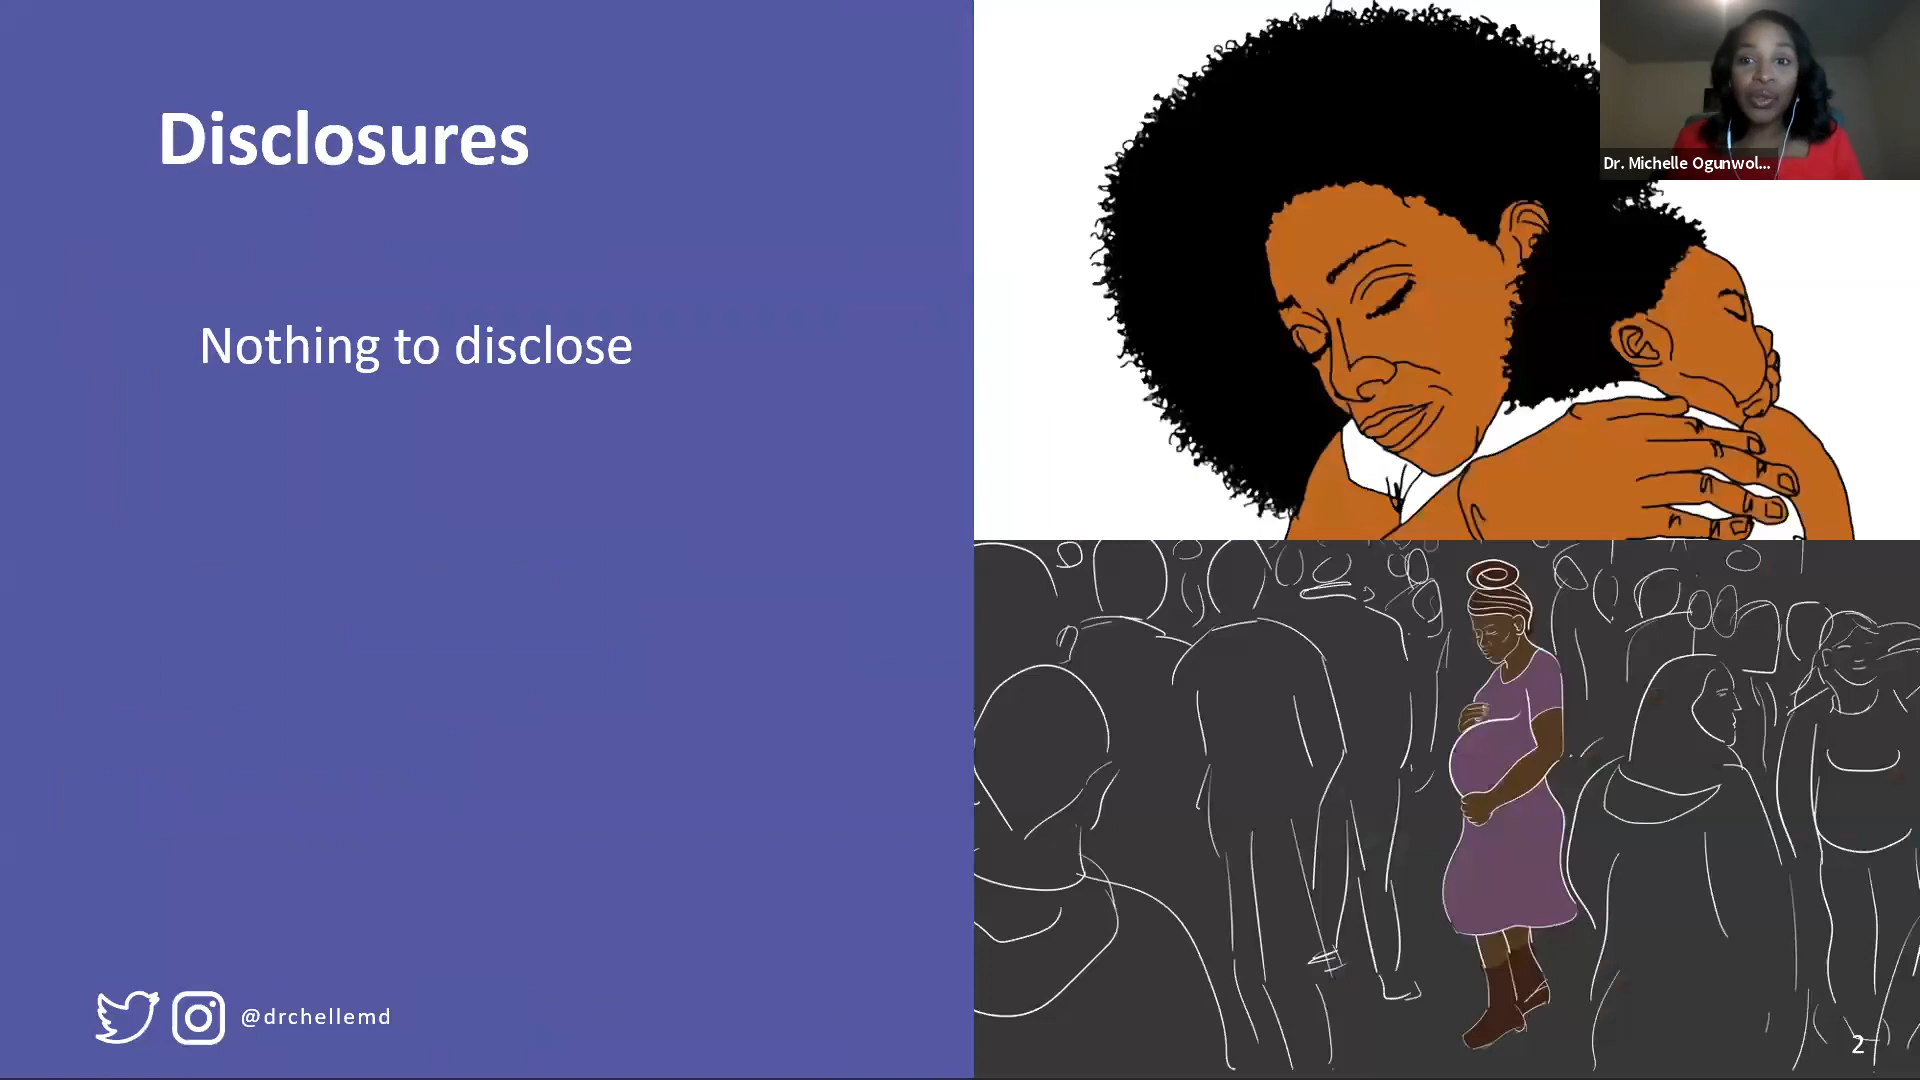 Disclosures
Nothing to disclose
@drchellemd
Dr. Michelle Ogunwol...
2